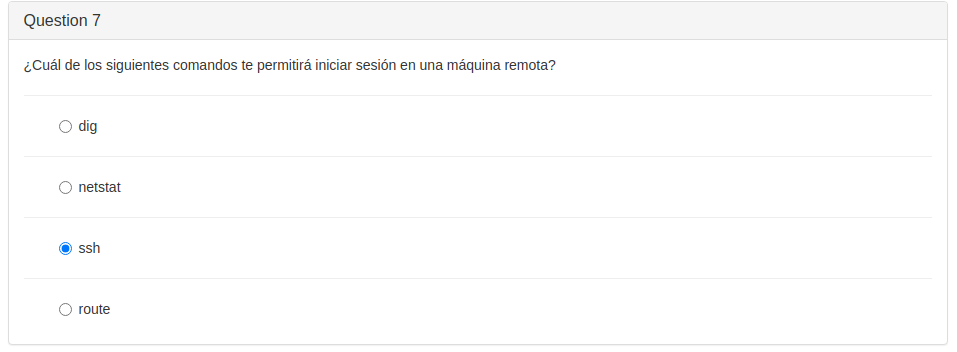 Question 7
¿Cuál de los siguientes comandos te permitirá iniciar sesión en una máquina remota?
dig
netstat
ssh
route